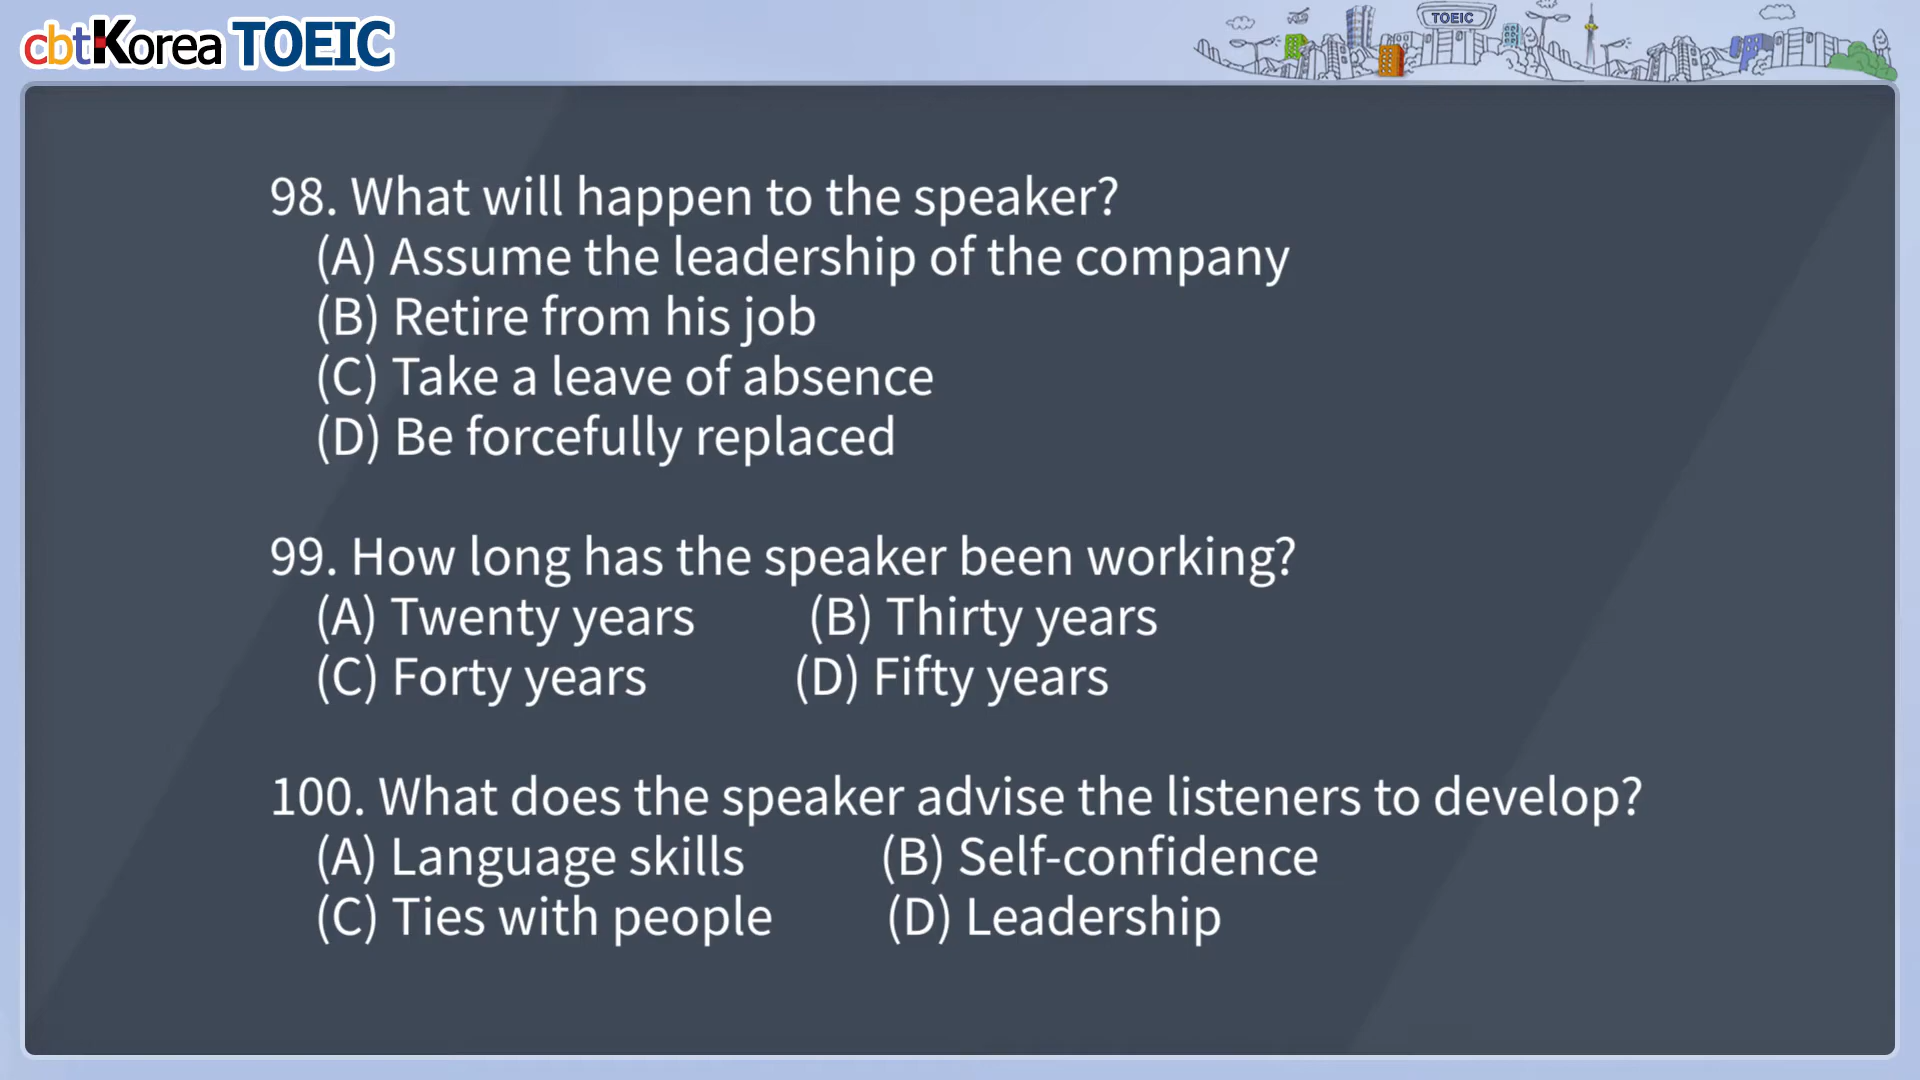 cbtKorea TOEIC
TOEIC
98. What will happen to the speaker?
(A) Assume the leadership of the company
(B) Retire from his job
(C) Take a leave of absence
(D) Be forcefully replaced
99. How long has the speaker been working?
(A) Twenty years (B) Thirty years
(C) Forty years (D) Fifty years
100. What does the speaker advise the listeners to develop?
(A) Language skills (B) Self-confidence
(C) Ties with people (D) Leadership